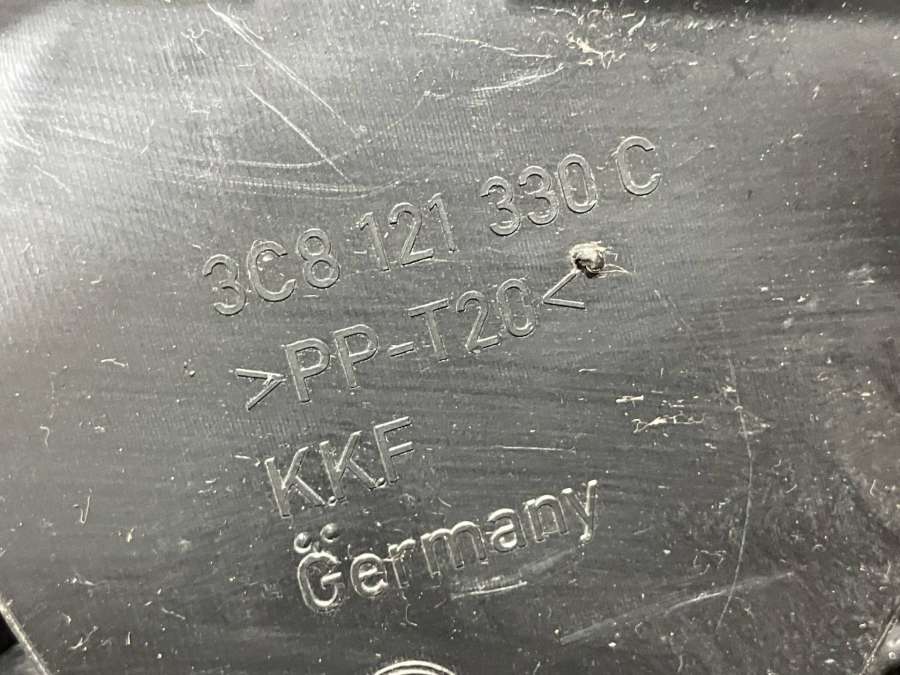 3C8 121 330 C
>PP-T20<
KKF
Germany